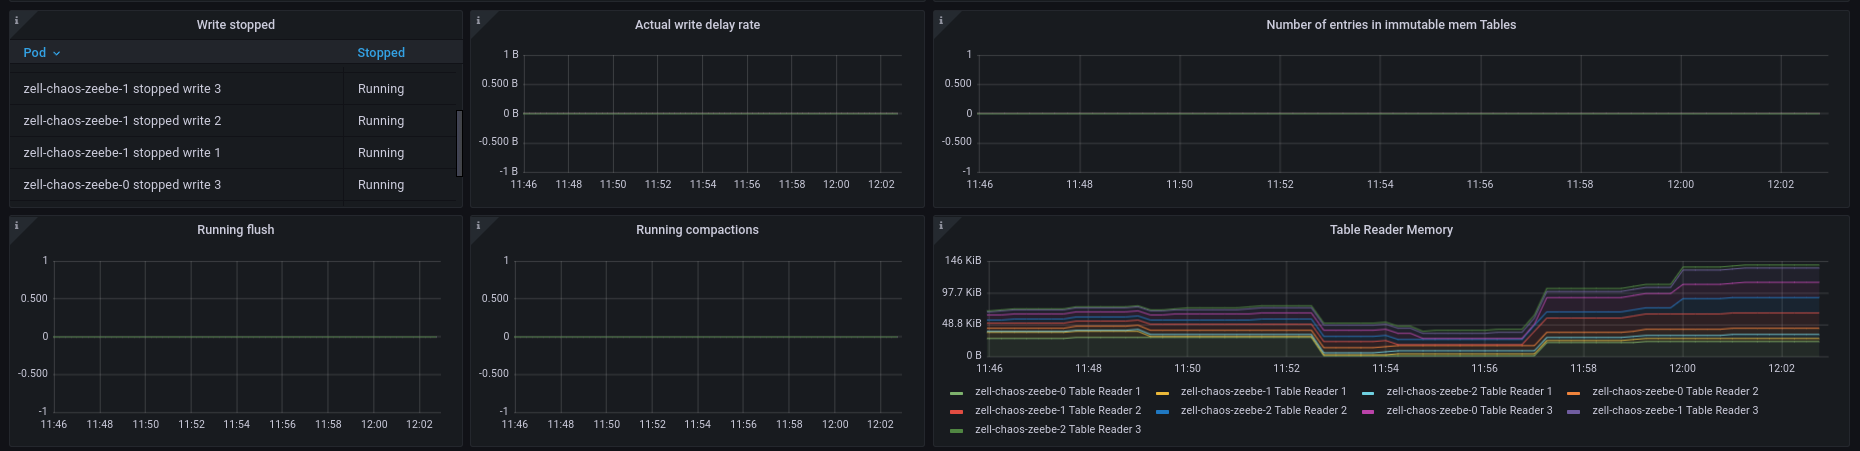 Write stopped
Pod Stopped
zell-chaos-zeebe-1 stopped write 3 Running
zell-chaos-zeebe-1 stopped write 2 Running
zell-chaos-zeebe-1 stopped write 1 Running
zell-chaos-zeebe-0 stopped write 3 Running
Actual write delay rate
1 B
0.500 B
0 B
-0.500 B
-1 B
11:46 11:48 11:50 11:52 11:54 11:56 11:58 12:00 12:02
Number of entries in immutable mem Tables
1
0.500
0
-0.500
-1
11:46 11:48 11:50 11:52 11:54 11:56 11:58 12:00 12:02
Running flush
1
0.500
0
-0.500
-1
11:46 11:48 11:50 11:52 11:54 11:56 11:58 12:00 12:02
Running compactions
1
0.500
0
-0.500
-1
11:46 11:48 11:50 11:52 11:54 11:56 11:58 12:00 12:02
Table Reader Memory
146 KiB
97.7 KiB
48.8 KiB
0 B
11:46 11:48 11:50 11:52 11:54 11:56 11:58 12:00 12:02
zell-chaos-zeebe-0 Table Reader 1 zell-chaos-zeebe-1 Table Reader 1 zell-chaos-zeebe-2 Table Reader 1 zell-chaos-zeebe-0 Table Reader 2
zell-chaos-zeebe-1 Table Reader 2 zell-chaos-zeebe-2 Table Reader 2 zell-chaos-zeebe-0 Table Reader 3 zell-chaos-zeebe-1 Table Reader 3
zell-chaos-zeebe-2 Table Reader 3